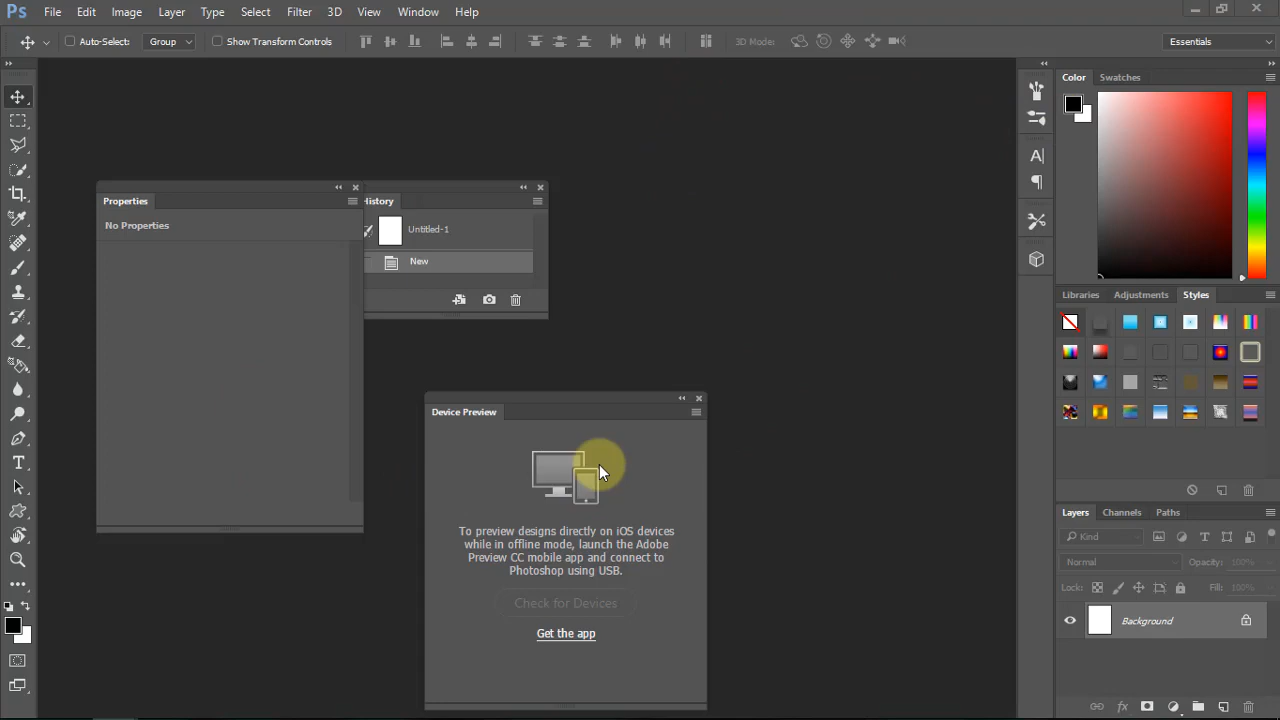 Ps File Edit Image Layer Type Select Filter 3D View Window Help
Auto-Select: Group Show Transform Controls 3D Mode: Essentials
Color Swatches
Properties
No Properties
History
Untitled-1
New
Libraries Adjustments Styles
Device Preview
To preview designs directly on iOS devices
while in offline mode, launch the Adobe
Preview CC mobile app and connect to
Photoshop using USB.
Check for Devices
Get the app
Layers Channels Paths
Kind
Normal Opacity: 100%
Lock: Fill: 100%
Background